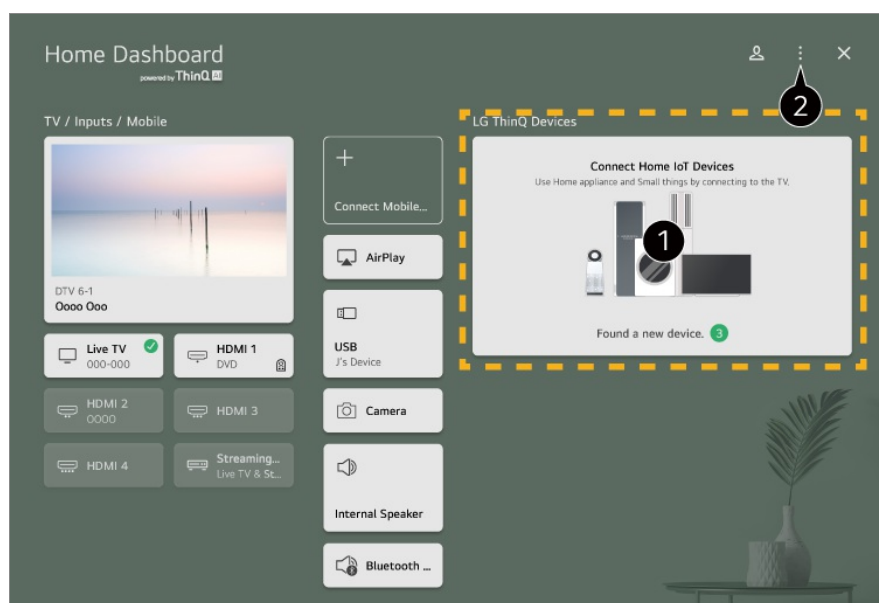 Home Dashboard
powered by ThinQ AI
2
TV / Inputs / Mobile
DTV 6-1
Oooo Ooo
Live TV
000-000
HDMI 1
DVD
HDMI 2
0000
HDMI 3
HDMI 4
Streaming...
Live TV & St...
Connect Mobile...
AirPlay
USB
J's Device
Camera
Internal Speaker
Bluetooth ...
LG ThinQ Devices
Connect Home IoT Devices
Use Home appliance and Small things by connecting to the TV.
1
Found a new device. 3